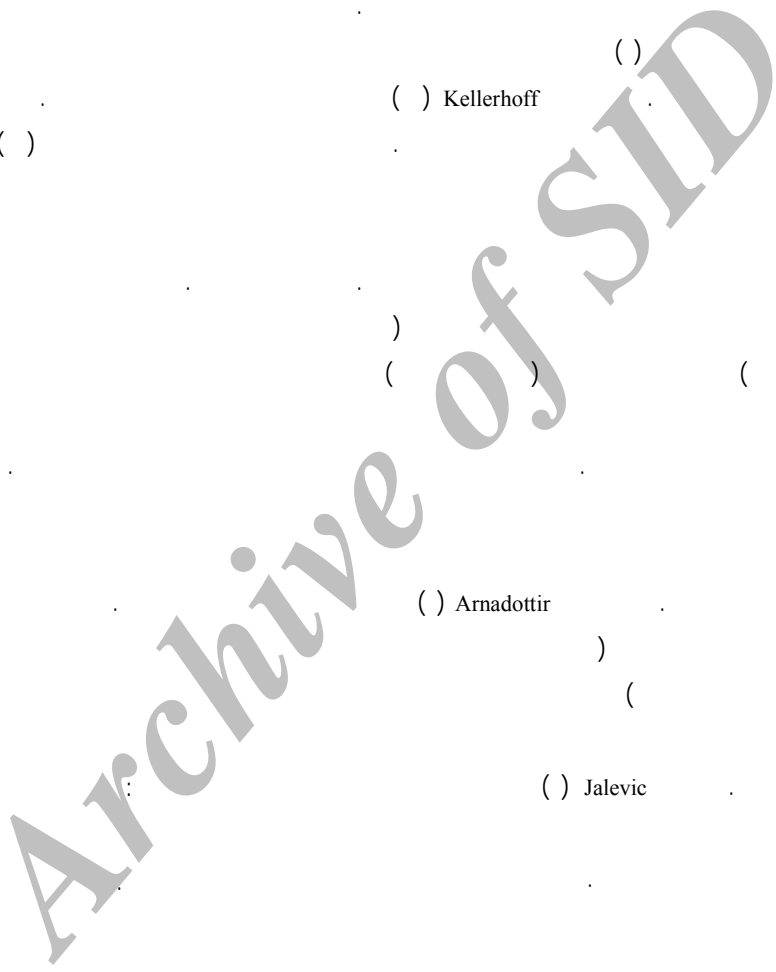 .
( )
. ( ) Kellerhoff .
( ) .
. .
)
( ) (
. .
. ( ) Arnadottir .
)
(
: ( ) Jalevic .
. .
Archive of SID